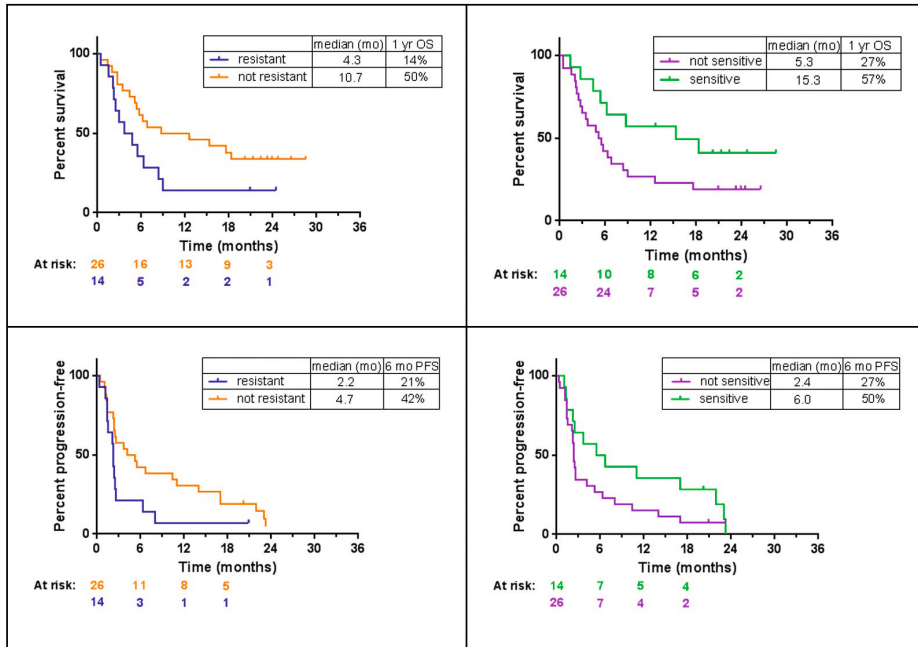 median (mo) 1 yr OS
resistant 4.3 14%
not resistant 10.7 50%
Percent survival
100
50
0
0 6 12 18 24 30 36
Time (months)
At risk: 26 16 13 9 3
14 5 2 2 1
median (mo) 1 yr OS
not sensitive 5.3 27%
sensitive 15.3 57%
Percent survival
100
50
0
0 6 12 18 24 30 36
Time (months)
At risk: 14 10 8 6 2
26 24 7 5 2
median (mo) 6 mo PFS
resistant 2.2 21%
not resistant 4.7 42%
Percent progression-free
100
50
0
0 6 12 18 24 30 36
Time (months)
At risk: 26 11 8 5
14 3 1 1
median (mo) 6 mo PFS
not sensitive 2.4 27%
sensitive 6.0 50%
Percent progression-free
100
50
0
0 6 12 18 24 30 36
Time (months)
At risk: 14 7 5 4
26 7 4 2